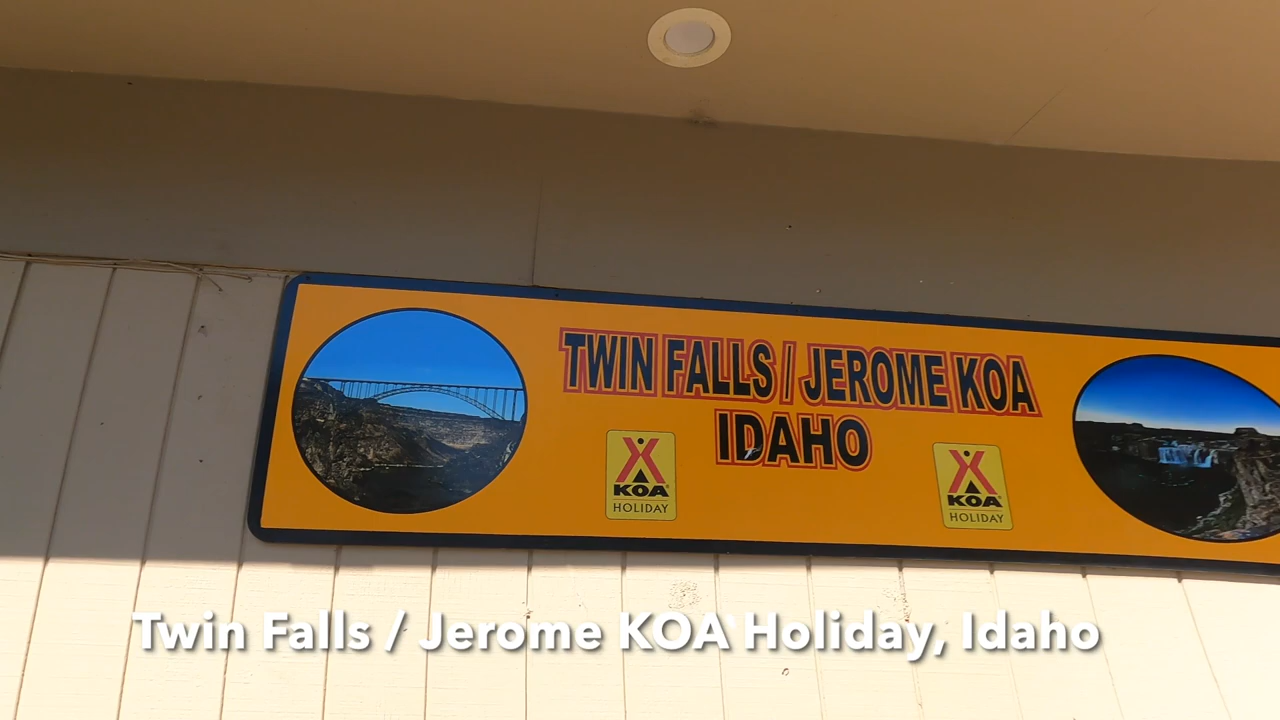 TWIN FALLS / JEROME KOA
IDAHO
KOA
HOLIDAY
KOA
HOLIDAY
Twin Falls / Jerome KOA Holiday, Idaho